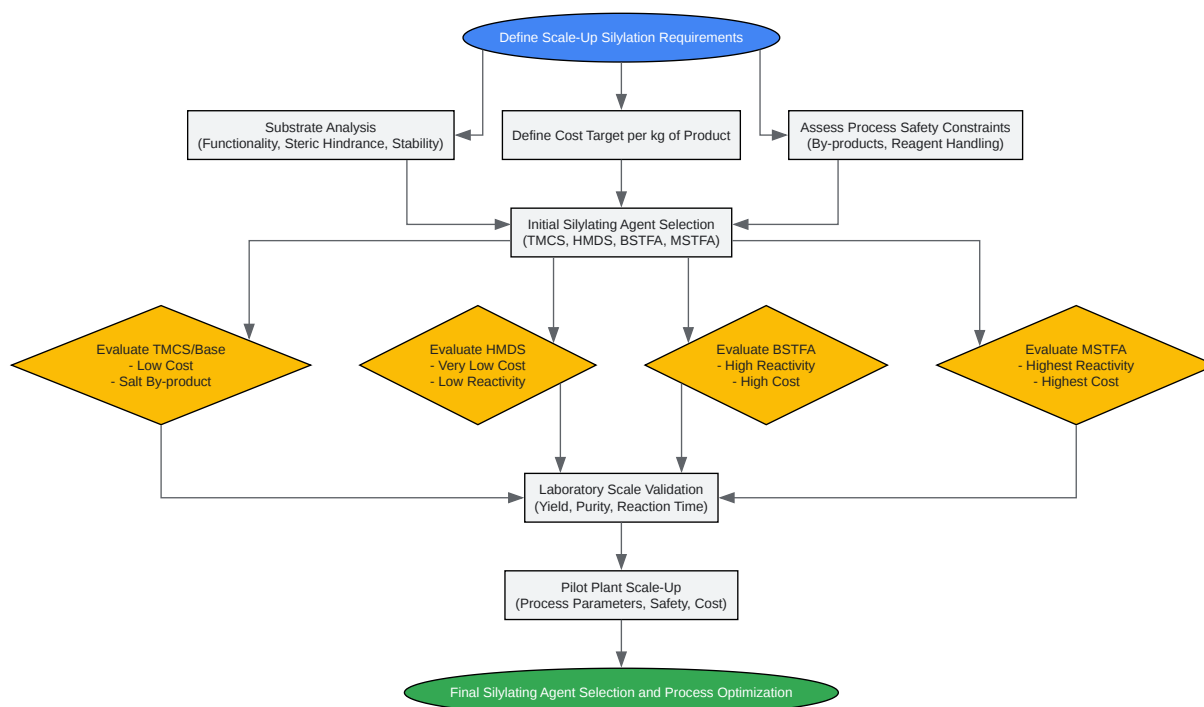 Define Scale-Up Silylation Requirements
Substrate Analysis
(Functionality, Steric Hindrance, Stability)
Define Cost Target per kg of Product
Assess Process Safety Constraints
(By-products, Reagent Handling)
Initial Silylating Agent Selection
(TMCS, HMDS, BSTFA, MSTFA)
Evaluate TMCS/Base
- Low Cost
- Salt By-product
Evaluate HMDS
- Very Low Cost
- Low Reactivity
Evaluate BSTFA
- High Reactivity
- High Cost
Evaluate MSTFA
- Highest Reactivity
- Highest Cost
Laboratory Scale Validation
(Yield, Purity, Reaction Time)
Pilot Plant Scale-Up
(Process Parameters, Safety, Cost)
Final Silylating Agent Selection and Process Optimization